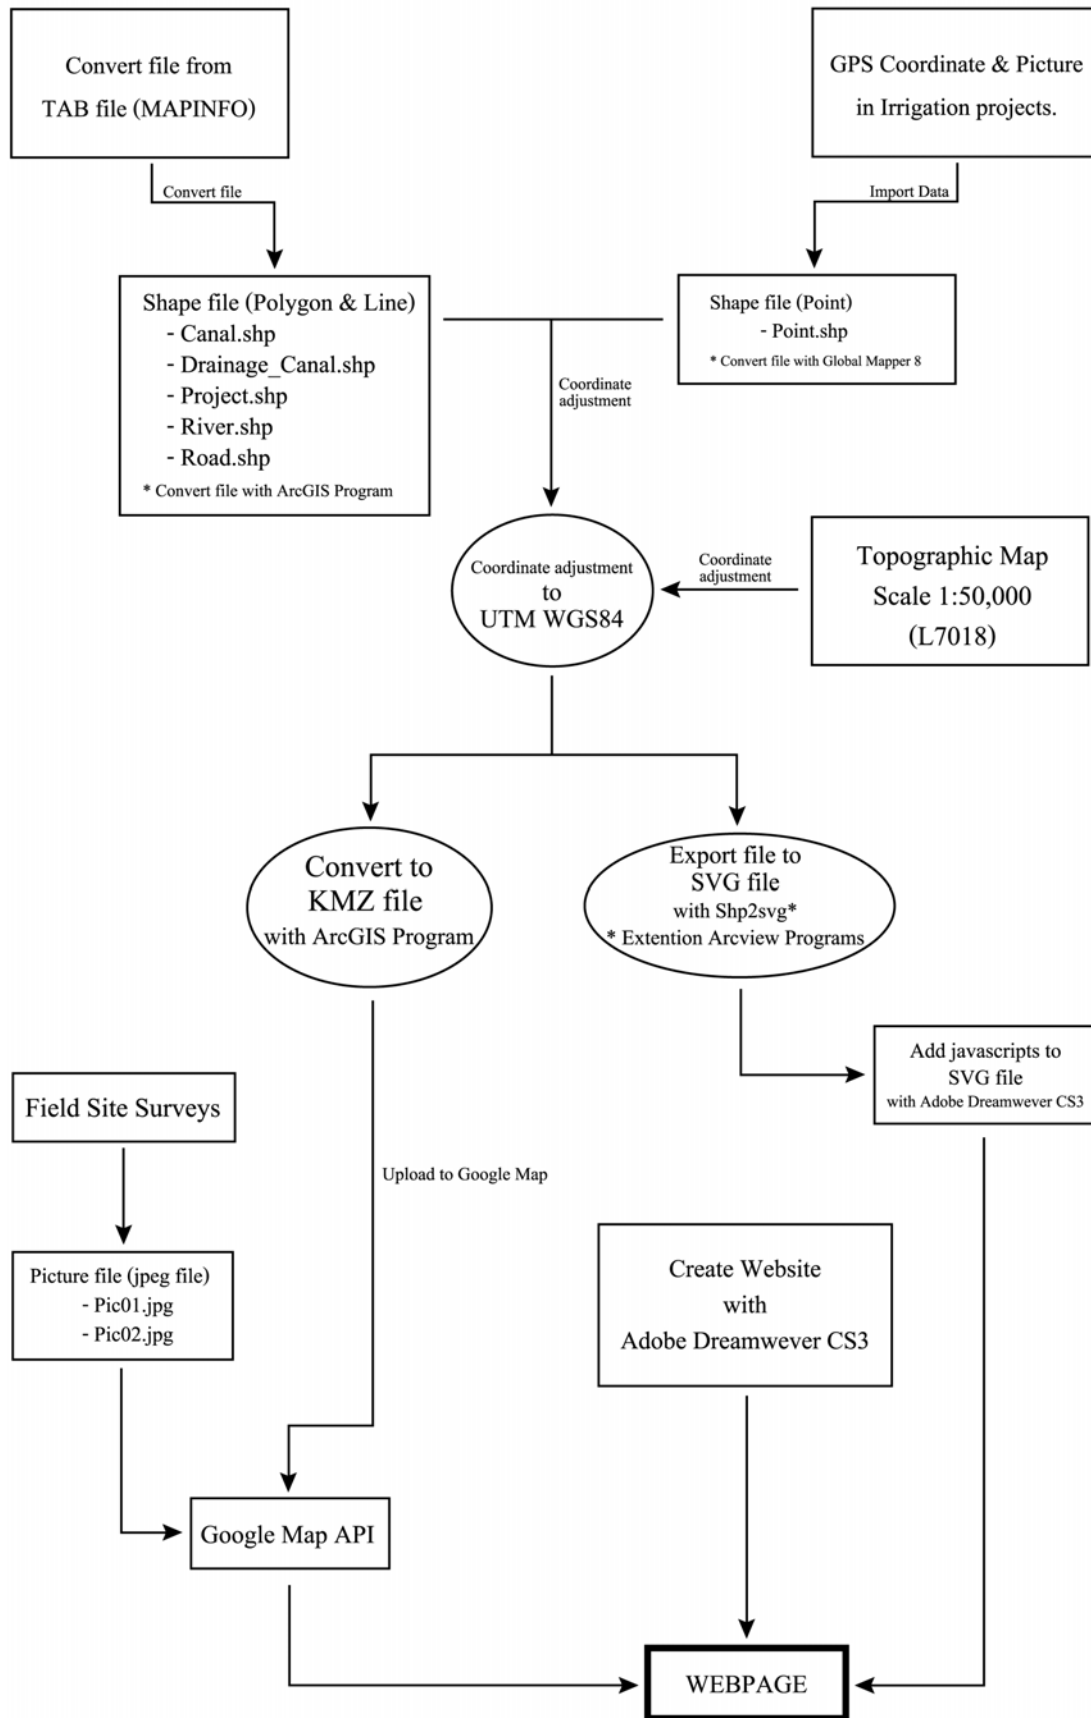 Convert file from
TAB file (MAPINFO)
GPS Coordinate & Picture
in Irrigation projects.
Convert file
Import Data
Shape file (Polygon & Line)
- Canal.shp
- Drainage_Canal.shp
- Project.shp
- River.shp
- Road.shp
* Convert file with ArcGIS Program
Shape file (Point)
- Point.shp
* Convert file with Global Mapper 8
Coordinate
adjustment
Coordinate adjustment
to
UTM WGS84
Coordinate
adjustment
Topographic Map
Scale 1:50,000
(L7018)
Convert to
KMZ file
with ArcGIS Program
Export file to
SVG file
with Shp2svg*
* Extention Arcview Programs
Add javascripts to
SVG file
with Adobe Dreamwever CS3
Field Site Surveys
Upload to Google Map
Picture file (jpeg file)
- Pic01.jpg
- Pic02.jpg
Create Website
with
Adobe Dreamwever CS3
Google Map API
WEBPAGE